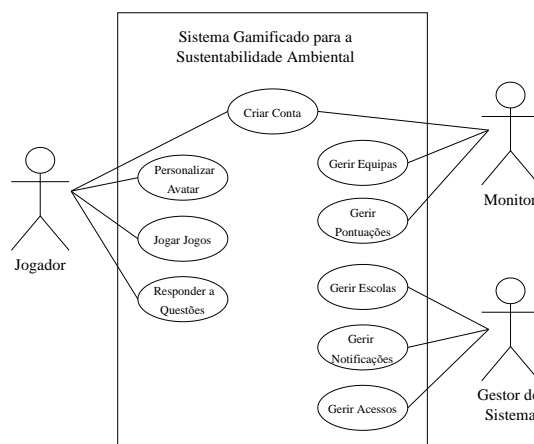 Sistema Gamificado para a
Sustentabilidade Ambiental
Criar Conta
Personalizar
Avatar
Jogar Jogos
Responder a
Questões
Jogador
Gerir Equipas
Gerir
Pontuações
Monitor
Gerir Escolas
Gerir
Notificações
Gerir Acessos
Gestor de
Sistema